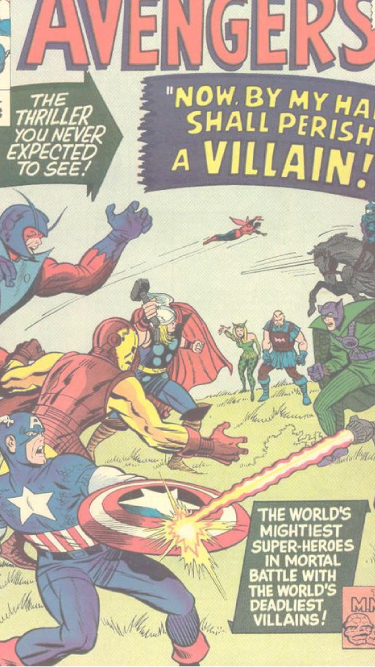 AVENGERS
THE
THRILLER
YOU NEVER
EXPECTED
TO SEE!
"NOW, BY MY HA
SHALL PERISH
A VILLAIN!
THE WORLD'S
MIGHTIEST
SUPER-HEROES
IN MORTAL
BATTLE WITH
THE WORLD'S
DEADLIEST
VILLAINS!
M.M